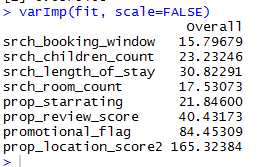 > varImp(fit, scale=FALSE)
Overall
srch_booking_window 15.79679
srch_children_count 23.23246
srch_length_of_stay 30.82291
srch_room_count 17.53073
prop_starrating 21.84600
prop_review_score 40.43173
promotional_flag 84.45309
prop_location_score2 165.32384
>